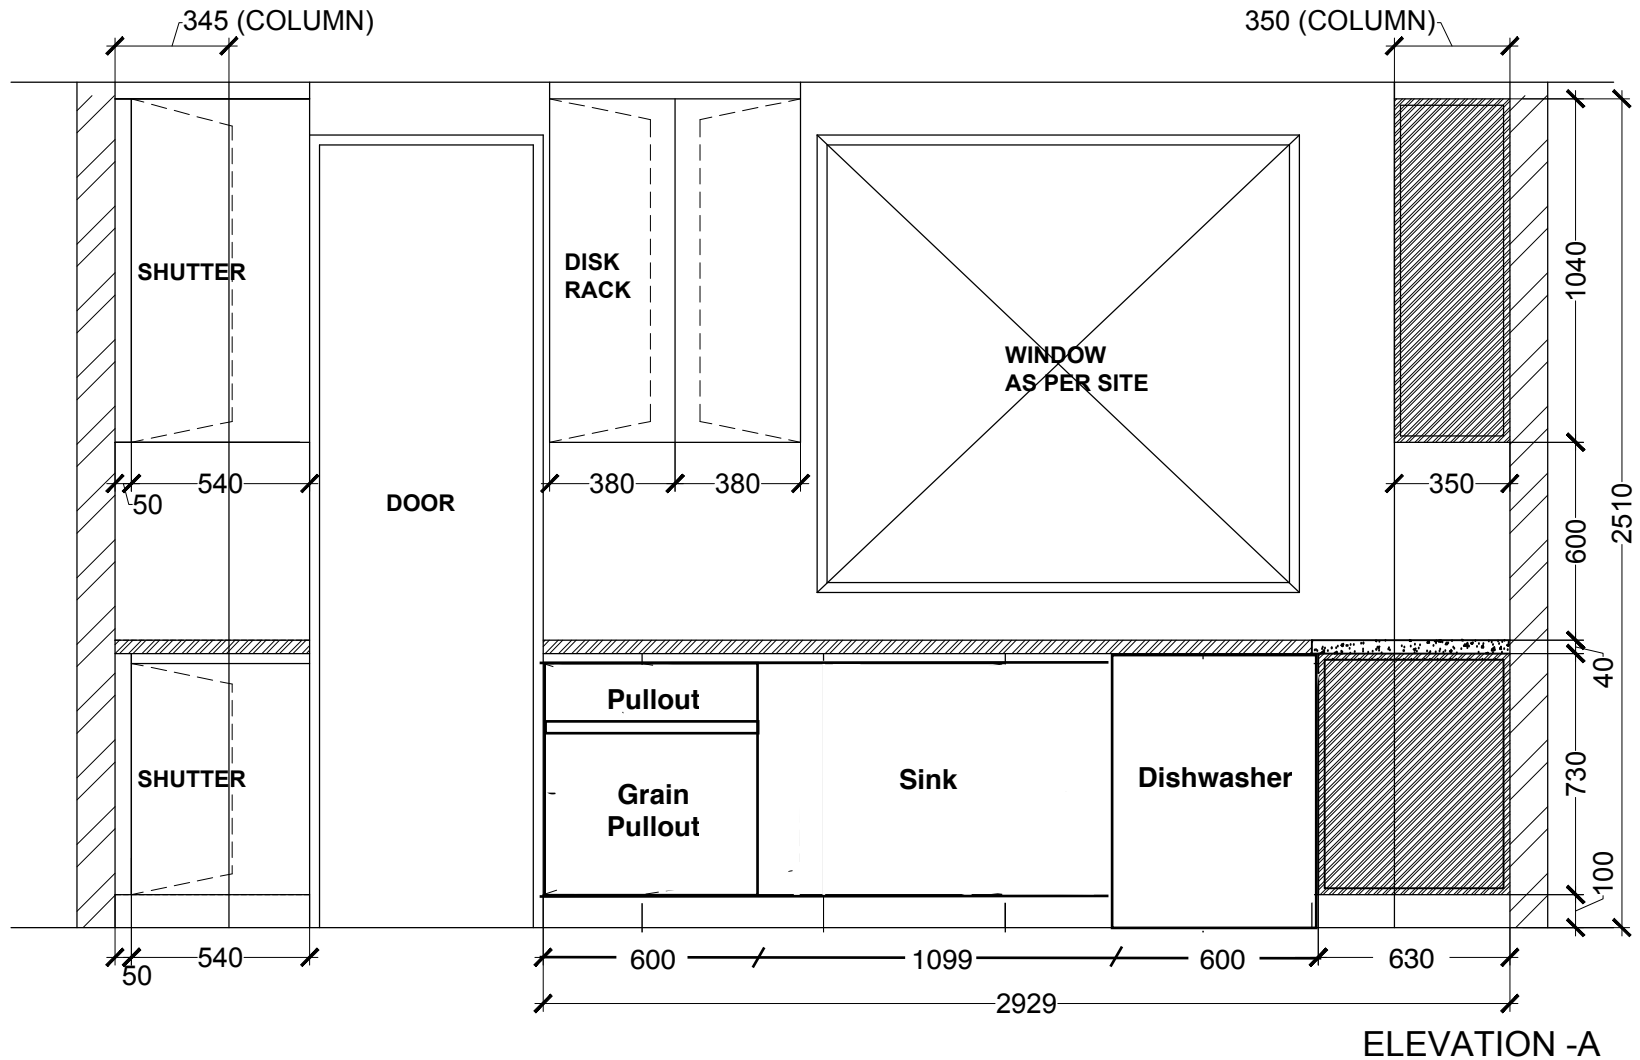 345 (COLUMN)
350 (COLUMN)
SHUTTER
DISK
RACK
1040
WINDOW
AS PER SITE
50
540
380
380
350
DOOR
600
2510
40
Pullout
SHUTTER
Grain
Pullout
Sink
Dishwasher
730
100
50
540
600
1099
600
630
2929
ELEVATION -A